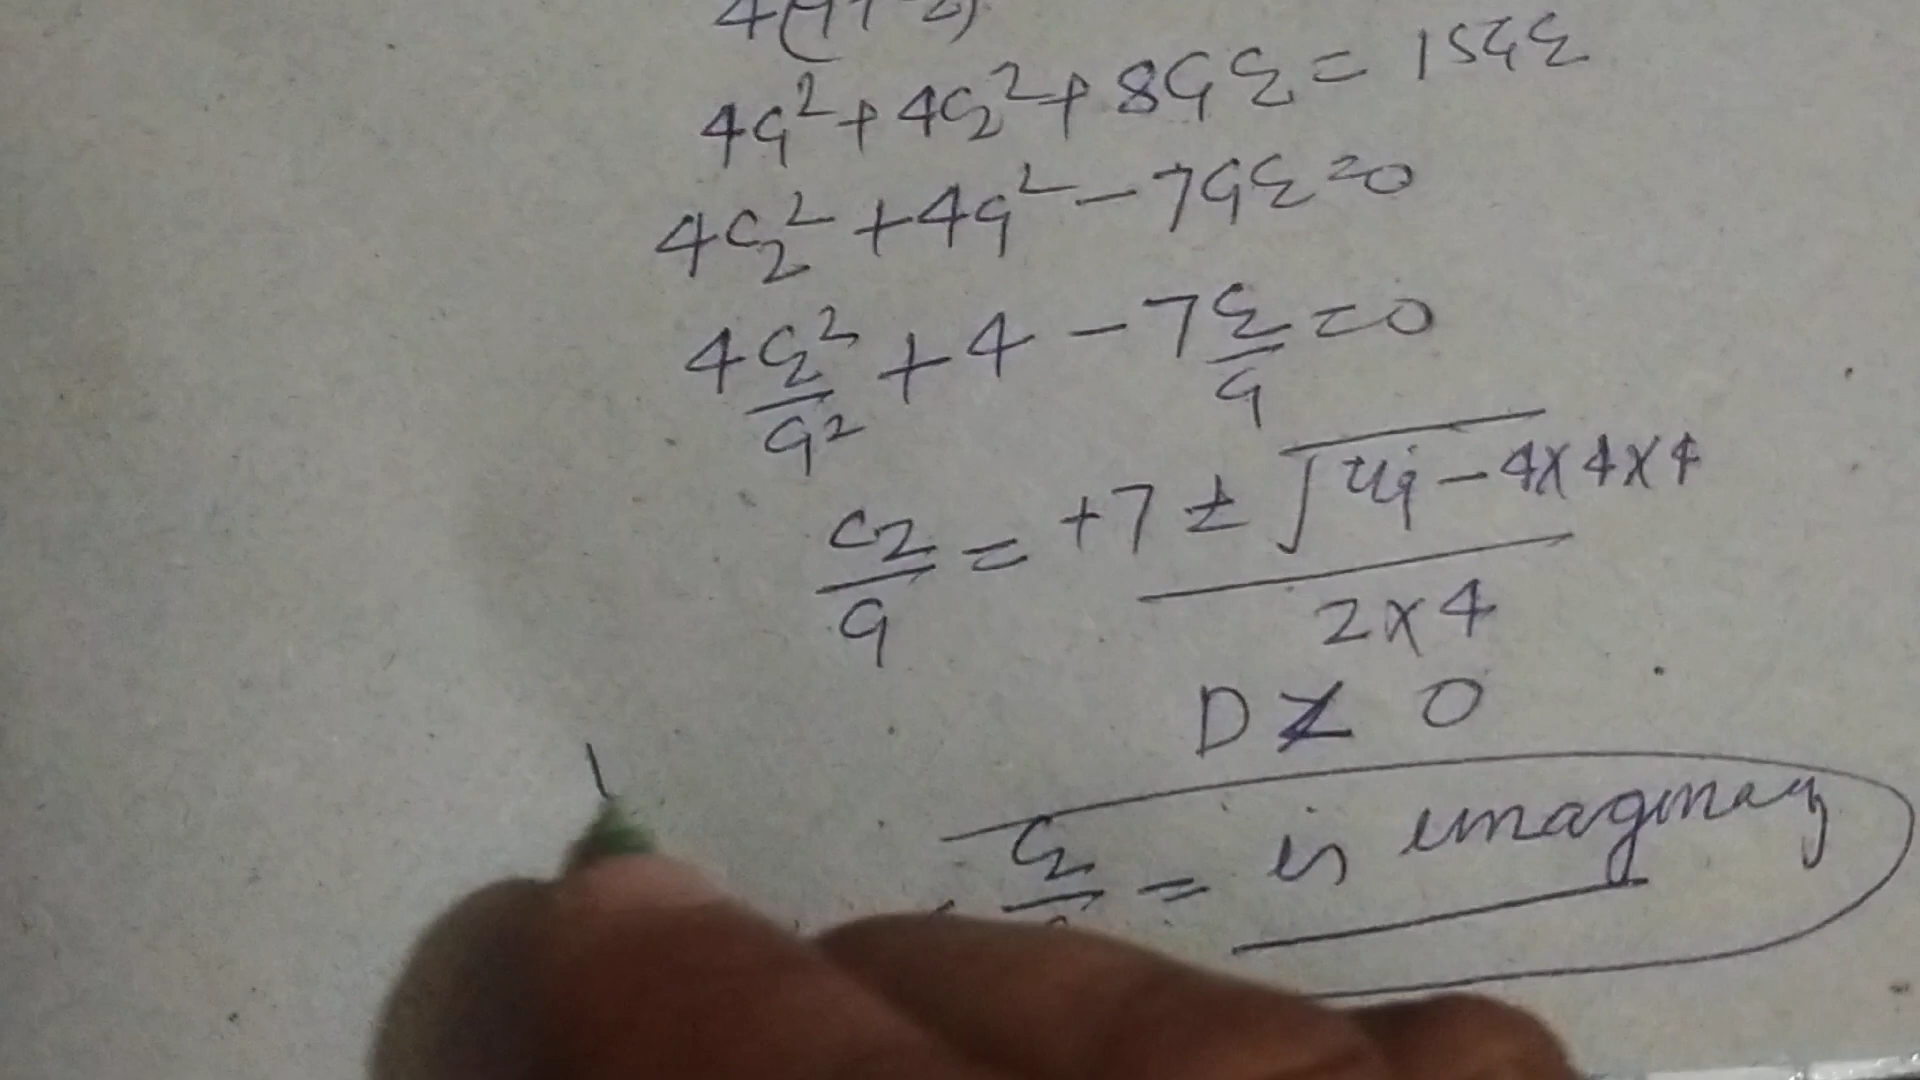 4C₁² + 4C₂² + 8C₁C₂ = 15C₁C₂
4C₂² + 4C₁² - 7C₁C₂ = 0
4C₂²/C₁² + 4 - 7C₂/C₁ = 0
C₂/C₁ = +7 ± √49 - 4×4×4 / 2×4
D < 0
C₂ = is imaginary